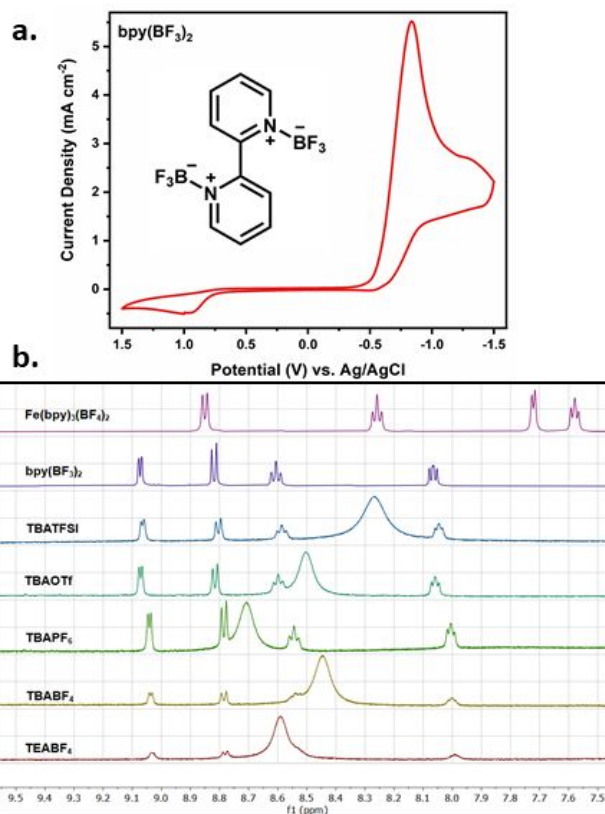 a.
bpy(BF₃)₂
Current Density (mA cm⁻²)
5
4
3
2
1
0
N
+
−
BF₃
F₃B
−
+
N
1.5 1.0 0.5 0.0 -0.5 -1.0 -1.5
Potential (V) vs. Ag/AgCl
b.
Fe(bpy)₃(BF₄)₂
bpy(BF₃)₂
TBATFSI
TBAOTf
TBAPF₆
TBABF₄
TEABF₄
9.5 9.4 9.3 9.2 9.1 9.0 8.9 8.8 8.7 8.6 8.5 8.4 8.3 8.2 8.1 8.0 7.9 7.8 7.7 7.6 7.5
f1 (ppm)